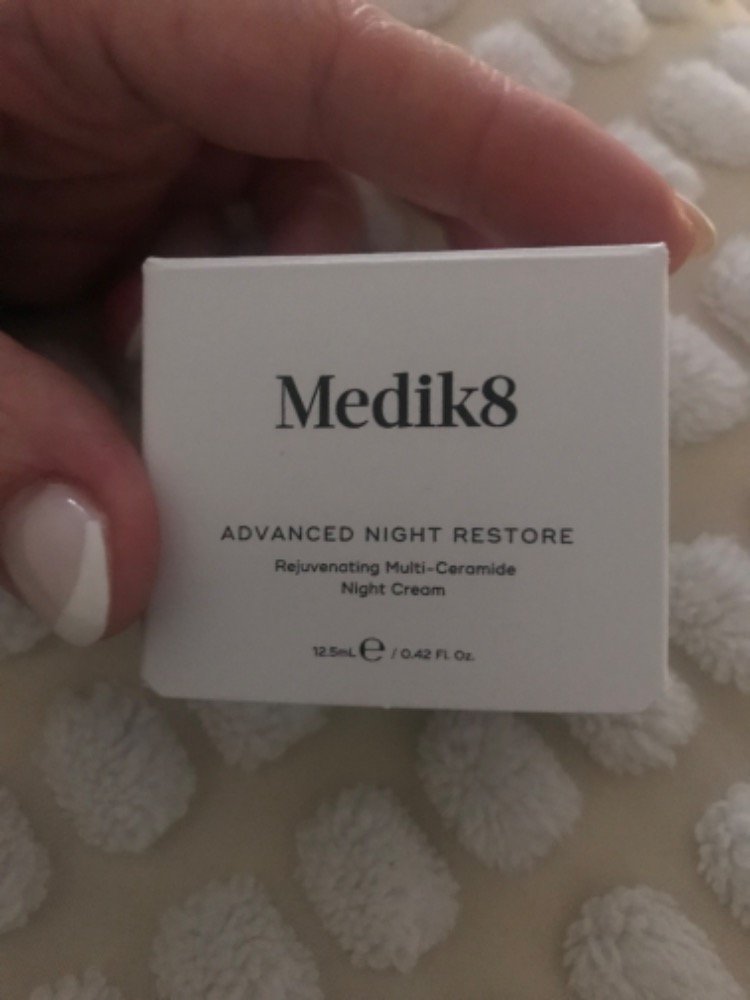 Medik8
ADVANCED NIGHT RESTORE
Rejuvenating Multi-Ceramide
Night Cream
12.5mL ℮ / 0.42 Fl. Oz.